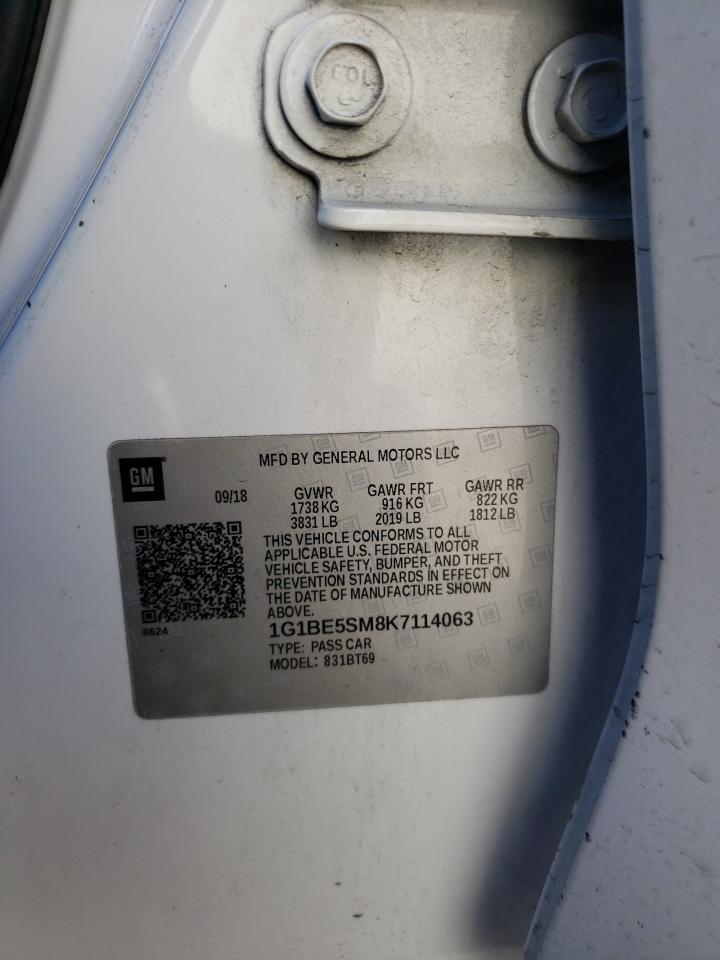 MFD BY GENERAL MOTORS LLC
GM
09/18
GVWR GAWR FRT GAWR RR
1738 KG 916 KG 822 KG
3831 LB 2019 LB 1812 LB
THIS VEHICLE CONFORMS TO ALL
APPLICABLE U.S. FEDERAL MOTOR
VEHICLE SAFETY, BUMPER, AND THEFT
PREVENTION STANDARDS IN EFFECT ON
THE DATE OF MANUFACTURE SHOWN
ABOVE.
8624
1G1BE5SM8K7114063
TYPE: PASS CAR
MODEL: 831BT69